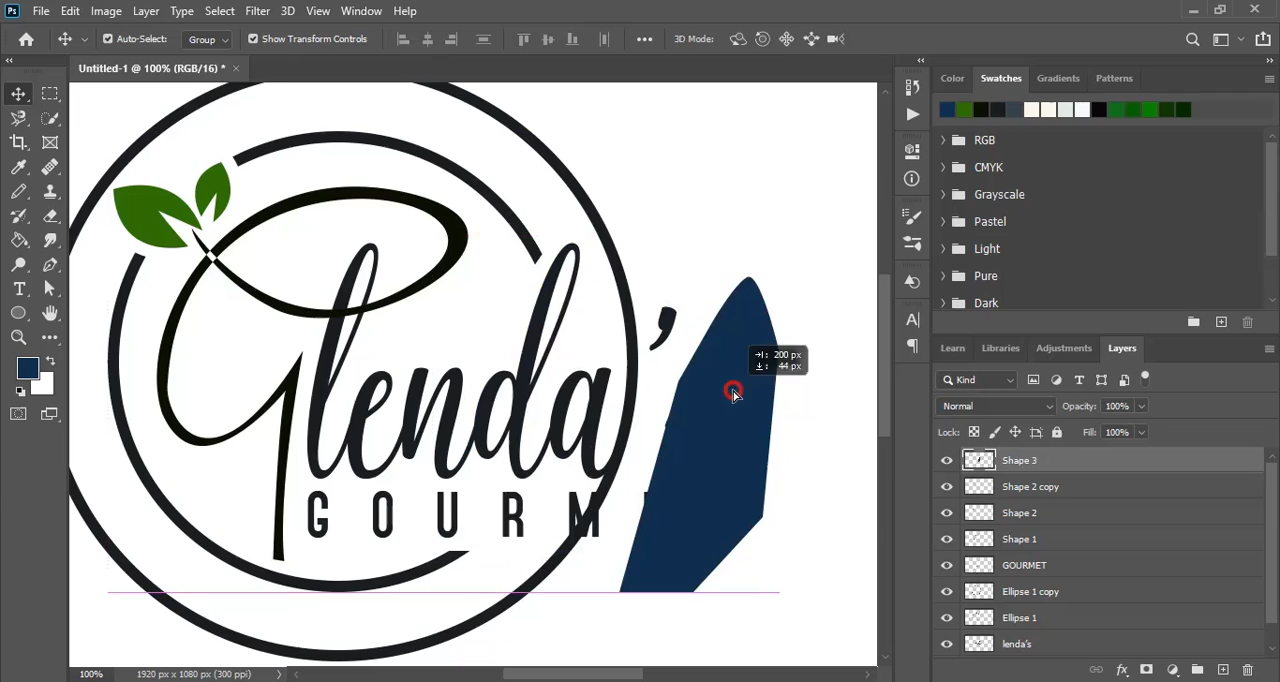 Ps File Edit Image Layer Type Select Filter 3D View Window Help
Auto-Select: Group Show Transform Controls 3D Mode:
Untitled-1 @ 100% (RGB/16) *
Color Swatches Gradients Patterns
RGB
CMYK
Grayscale
Pastel
Light
Pure
Dark
lenda'
GOURM
200 px
44 px
Learn Libraries Adjustments Layers
Kind
Normal Opacity: 100%
Lock: Fill: 100%
Shape 3
Shape 2 copy
Shape 2
Shape 1
GOURMET
Ellipse 1 copy
Ellipse 1
lenda's
100% 1920 px x 1080 px (300 ppi)